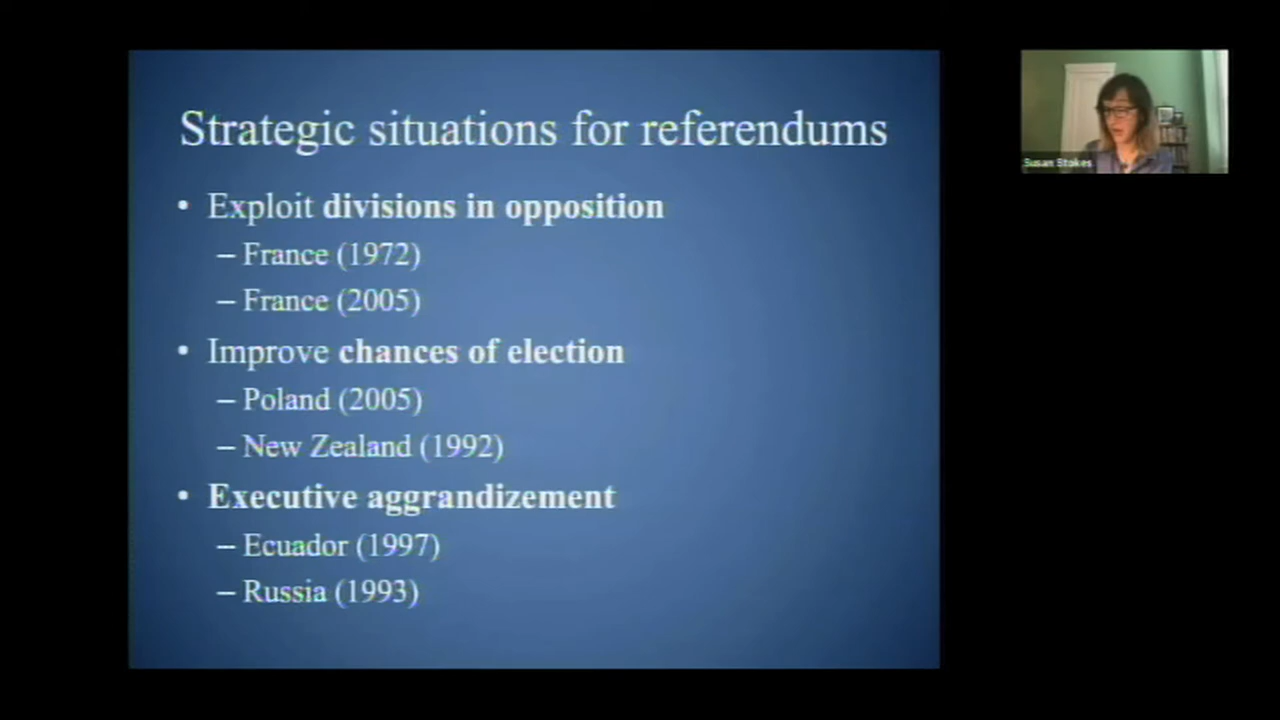 Strategic situations for referendums
• Exploit divisions in opposition
– France (1972)
– France (2005)
• Improve chances of election
– Poland (2005)
– New Zealand (1992)
• Executive aggrandizement
– Ecuador (1997)
– Russia (1993)
Susan Stokes